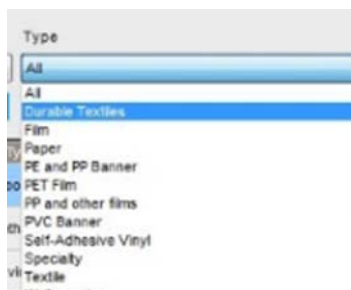 Type
All
All
Durable Textiles
Film
Paper
PE and PP Banner
PET Film
PP and other films
PVC Banner
Self-Adhesive Vinyl
Specialty
Textile